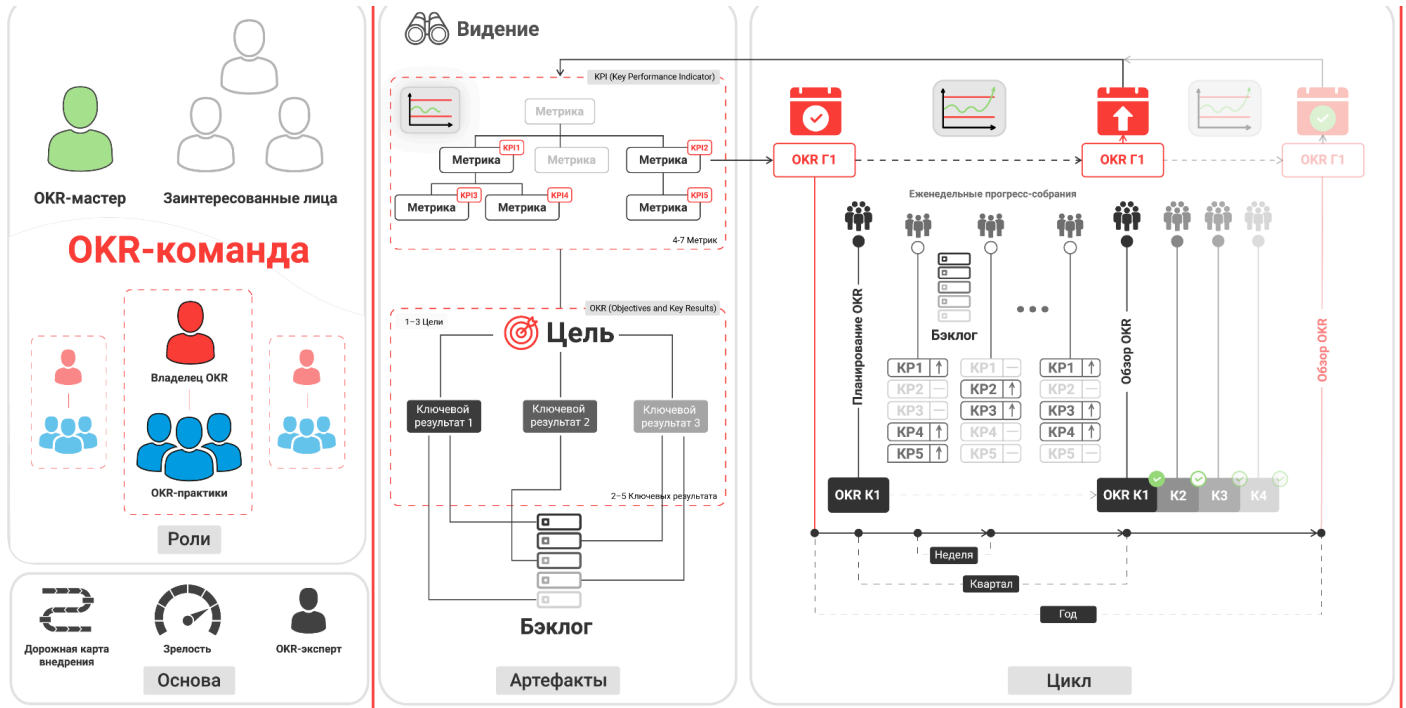 OKR-мастер
Заинтересованные лица
OKR-команда
Владелец OKR
OKR-практики
Роли
Дорожная карта
внедрения
Зрелость
OKR-эксперт
Основа
Видение
KPI (Key Performance Indicator)
Метрика
KPI1
Метрика
Метрика
KPI2
Метрика
KPI3
Метрика
KPI4
Метрика
KPI5
Метрика
4-7 Метрик
OKR (Objectives and Key Results)
1–3 Цели
Цель
Ключевой
результат 1
Ключевой
результат 2
Ключевой
результат 3
2–5 Ключевых результата
Бэклог
Артефакты
OKR Г1
OKR Г1
OKR Г1
Еженедельные прогресс-собрания
Планирование OKR
Бэклог
Обзор OKR
Обзор OKR
КР1
КР2
КР3
КР4
КР5
КР1
КР2
КР3
КР4
КР5
КР1
КР2
КР3
КР4
КР5
OKR К1
OKR К1
К2
К3
К4
Неделя
Квартал
Год
Цикл